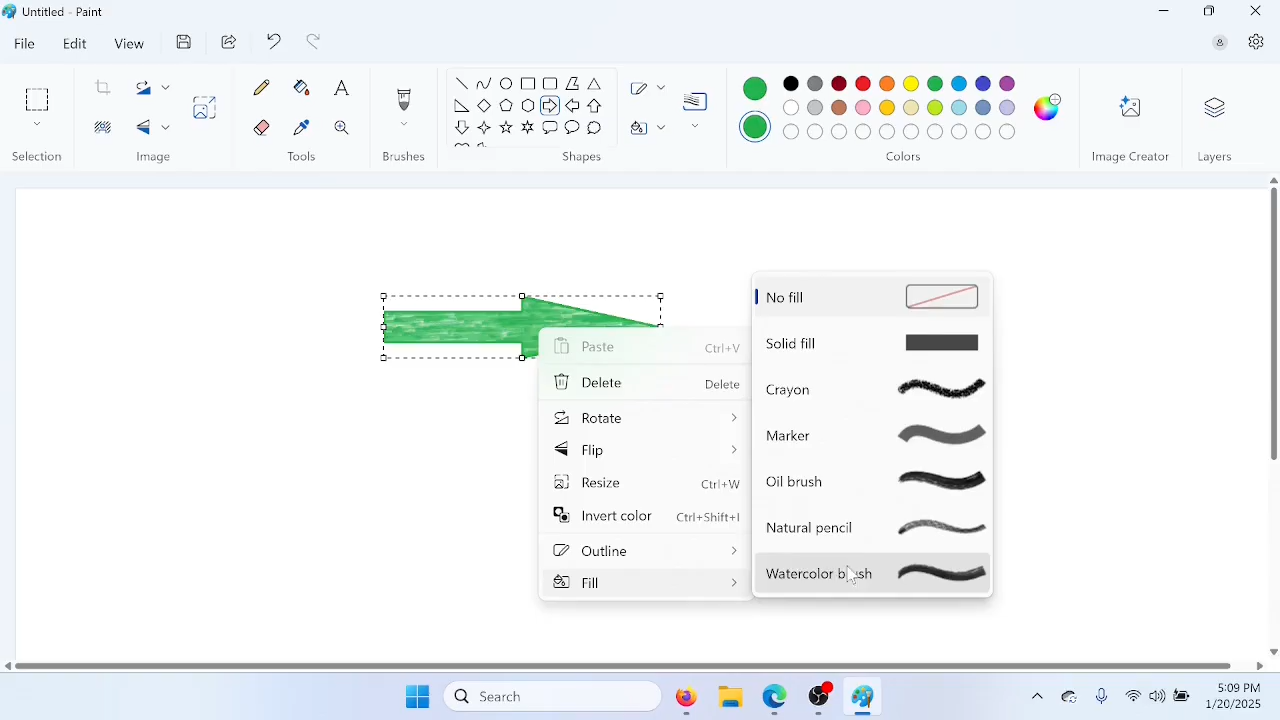 Untitled - Paint
File Edit View
Selection Image Tools Brushes Shapes Colors Image Creator Layers
Paste Ctrl+V
Delete Delete
Rotate
Flip
Resize Ctrl+W
Invert color Ctrl+Shift+I
Outline
Fill
No fill
Solid fill
Crayon
Marker
Oil brush
Natural pencil
Watercolor brush
Search
5:09 PM
1/20/2025